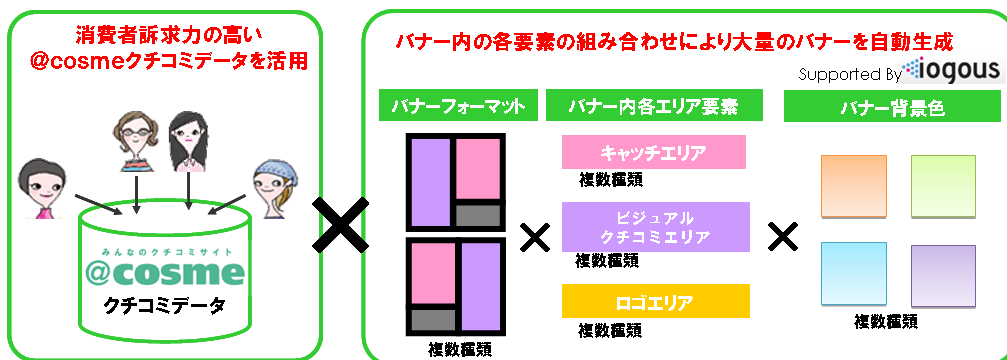 消費者訴求力の高い
@cosmeクチコミデータを活用
みんなのクチコミサイト
@cosme
クチコミデータ
バナー内の各要素の組み合わせにより大量のバナーを自動生成
Supported By iogous
バナーフォーマット
複数種類
バナー内各エリア要素
キャッチエリア
複数種類
ビジュアル
クチコミエリア
複数種類
ロゴエリア
複数種類
バナー背景色
複数種類